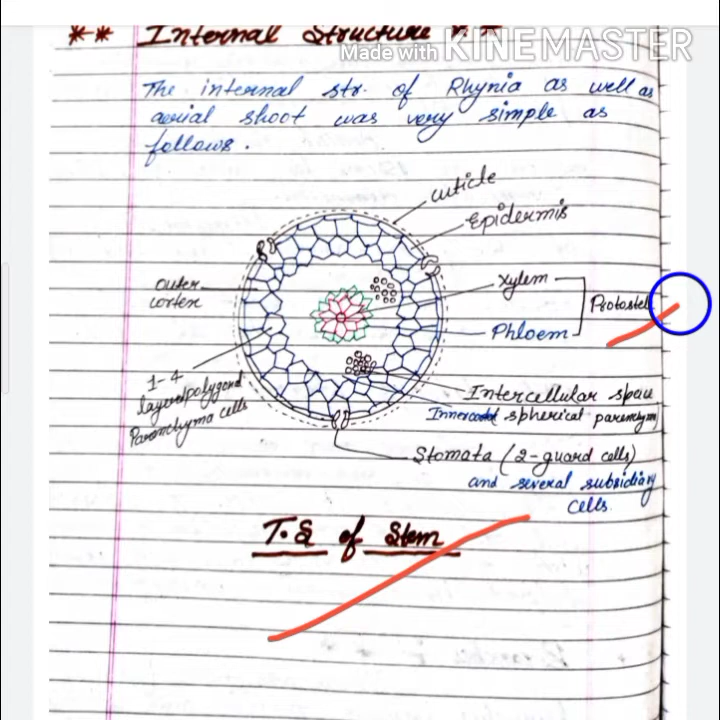 ** Internal Structure :- *
Made with KINEMASTER
The internal str. of Rhynia as well as
aerial shoot was very simple as
follows.
cuticle
Epidermis
outer
cortex
xylem
Protostele
Phloem
1-4
layered polygonal
Parenchyma cells
Intercellular space
spherical parenchyma
Stomata (2-guard cells)
and several subsidiary
cells.
T.S of Stem